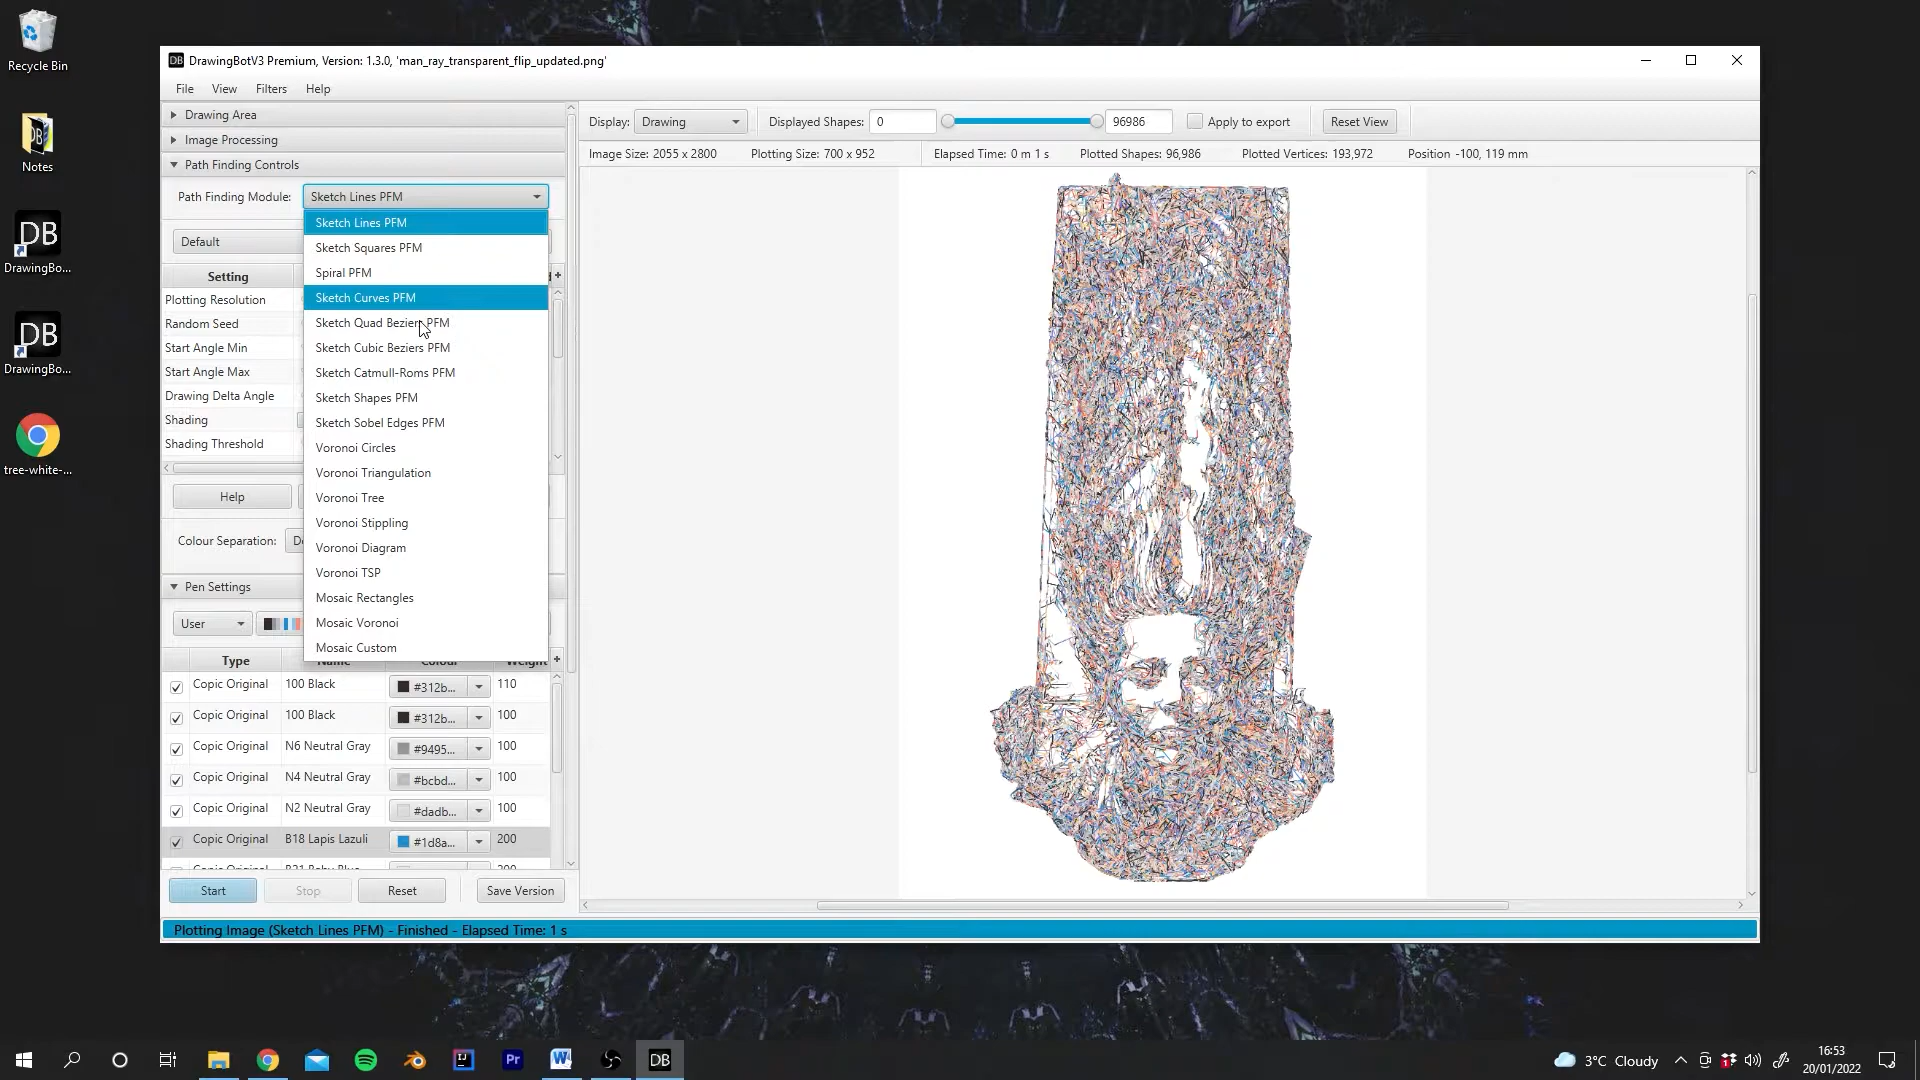 Recycle Bin
Notes
DrawingBo...
DrawingBo...
tree-white-...
DB DrawingBotV3 Premium, Version: 1.3.0, 'man_ray_transparent_flip_updated.png'
File View Filters Help
Drawing Area
Image Processing
Path Finding Controls
Path Finding Module: Sketch Lines PFM
Sketch Lines PFM
Sketch Squares PFM
Spiral PFM
Sketch Curves PFM
Sketch Quad Beziers PFM
Sketch Cubic Beziers PFM
Sketch Catmull-Roms PFM
Sketch Shapes PFM
Sketch Sobel Edges PFM
Voronoi Circles
Voronoi Triangulation
Voronoi Tree
Voronoi Stippling
Voronoi Diagram
Voronoi TSP
Mosaic Rectangles
Mosaic Voronoi
Mosaic Custom
Default
Setting
Plotting Resolution
Random Seed
Start Angle Min
Start Angle Max
Drawing Delta Angle
Shading
Shading Threshold
Help
Colour Separation:
Pen Settings
User
Type Name Colour Weight
Copic Original 100 Black #312b... 110
Copic Original 100 Black #312b... 100
Copic Original N6 Neutral Gray #9495... 100
Copic Original N4 Neutral Gray #bcbd... 100
Copic Original N2 Neutral Gray #dadb... 100
Copic Original B18 Lapis Lazuli #1d8a... 200
Start Stop Reset Save Version
Plotting Image (Sketch Lines PFM) - Finished - Elapsed Time: 1 s
Display: Drawing Displayed Shapes: 0 96986 Apply to export Reset View
Image Size: 2055 x 2800 Plotting Size: 700 x 952 Elapsed Time: 0 m 1 s Plotted Shapes: 96,986 Plotted Vertices: 193,972 Position -100, 119 mm
Pr
DB
3°C Cloudy
16:53
20/01/2022